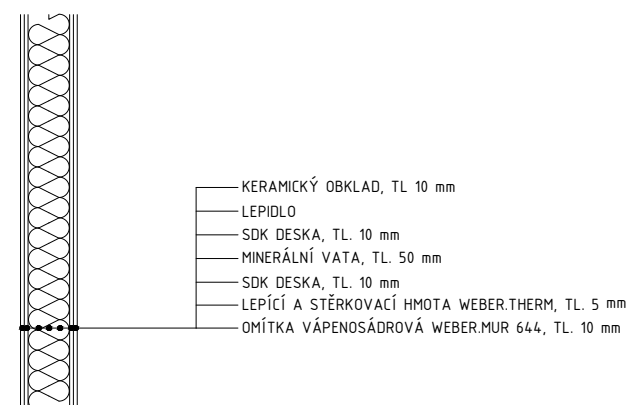 KERAMICKÝ OBKLAD, TL 10 mm
LEPIDLO
SDK DESKA, TL. 10 mm
MINERÁLNÍ VATA, TL. 50 mm
SDK DESKA, TL. 10 mm
LEPÍCÍ A STĚRKOVACÍ HMOTA WEBER.THERM, TL. 5 mm
OMÍTKA VÁPENOSÁDROVÁ WEBER.MUR 644, TL. 10 mm